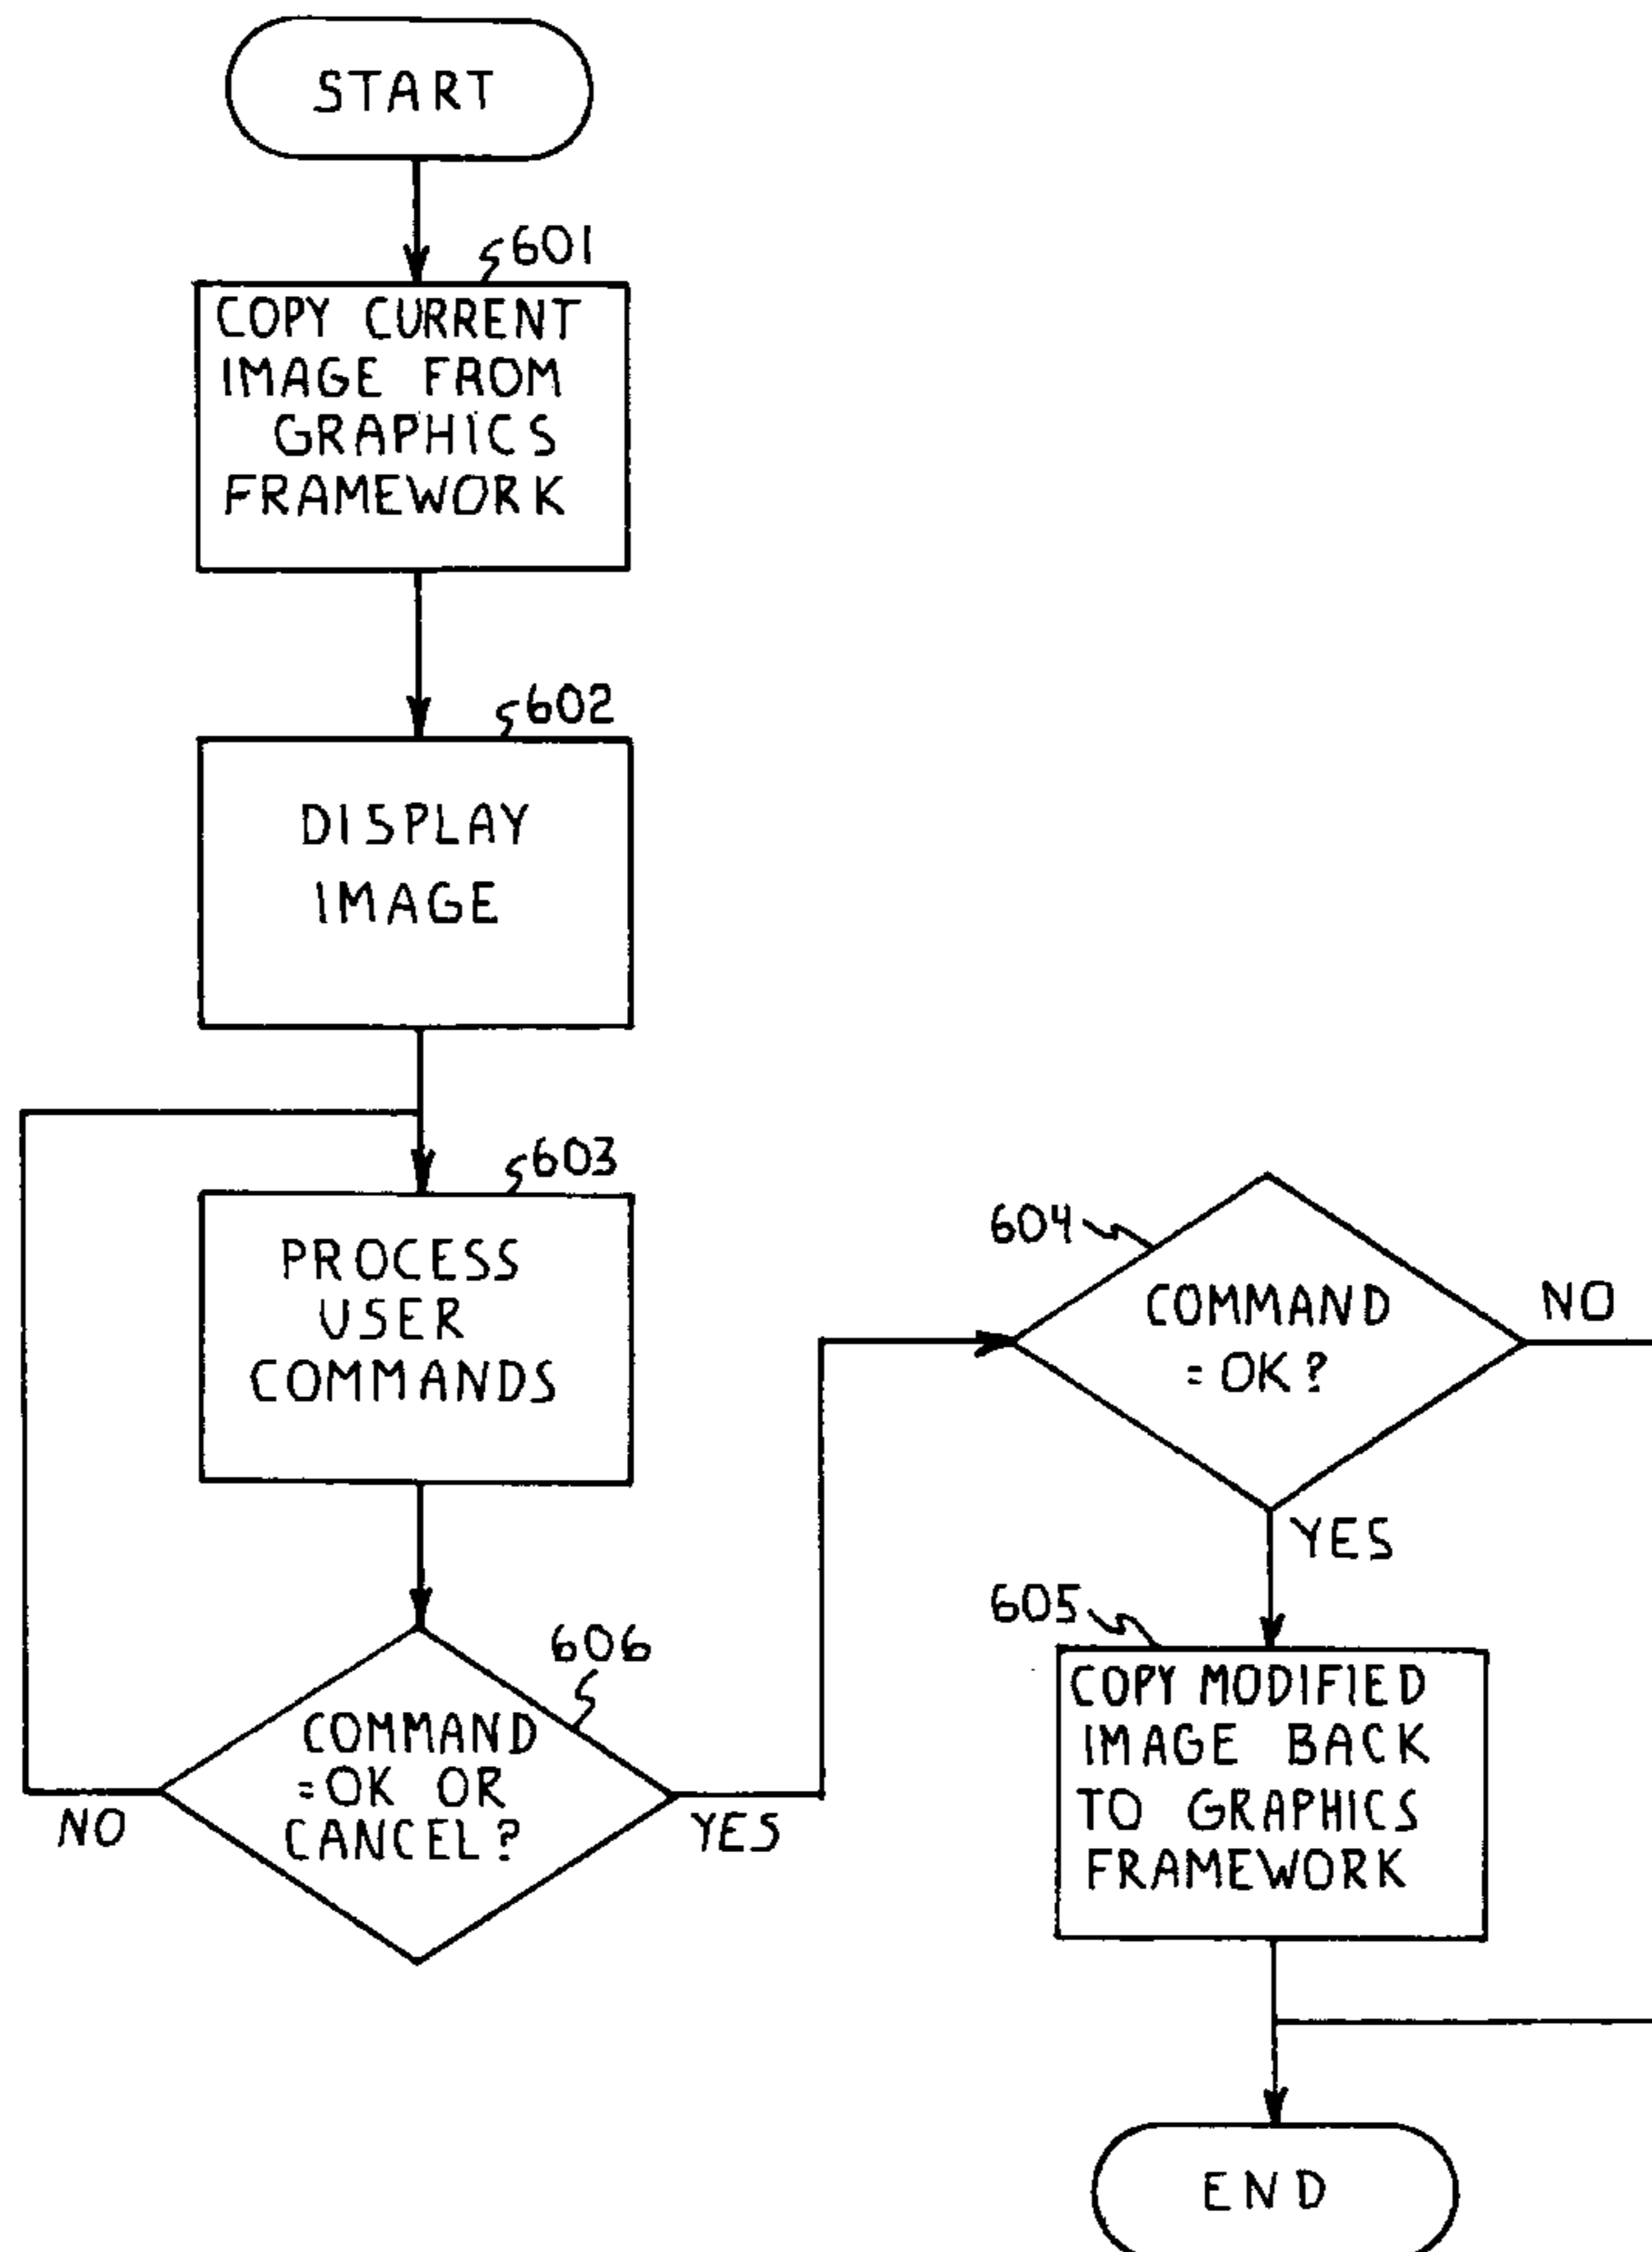 START
601
COPY CURRENT
IMAGE FROM
GRAPHICS
FRAMEWORK
602
DISPLAY
IMAGE
603
PROCESS
USER
COMMANDS
606
COMMAND
=OK OR
CANCEL?
NO
YES
604
COMMAND
=OK?
NO
YES
605
COPY MODIFIED
IMAGE BACK
TO GRAPHICS
FRAMEWORK
END